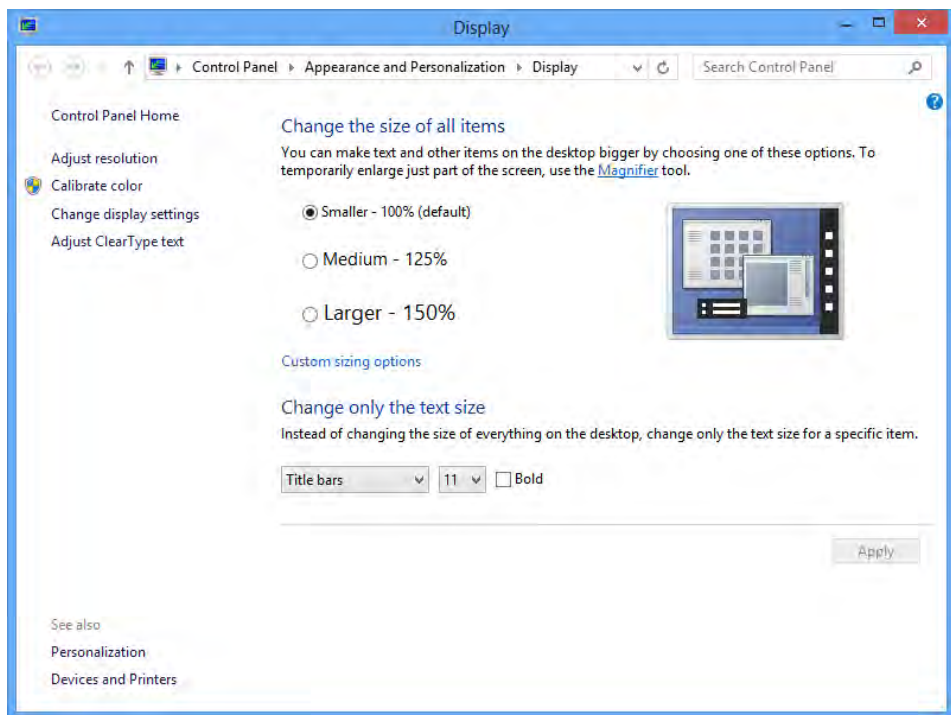 Display
Control Panel Appearance and Personalization Display Search Control Panel
?
Control Panel Home
Adjust resolution
Calibrate color
Change display settings
Adjust ClearType text
Change the size of all items
You can make text and other items on the desktop bigger by choosing one of these options. To
temporarily enlarge just part of the screen, use the Magnifier tool.
Smaller - 100% (default)
Medium - 125%
Larger - 150%
Custom sizing options
Change only the text size
Instead of changing the size of everything on the desktop, change only the text size for a specific item.
Title bars 11 Bold
Apply
See also
Personalization
Devices and Printers